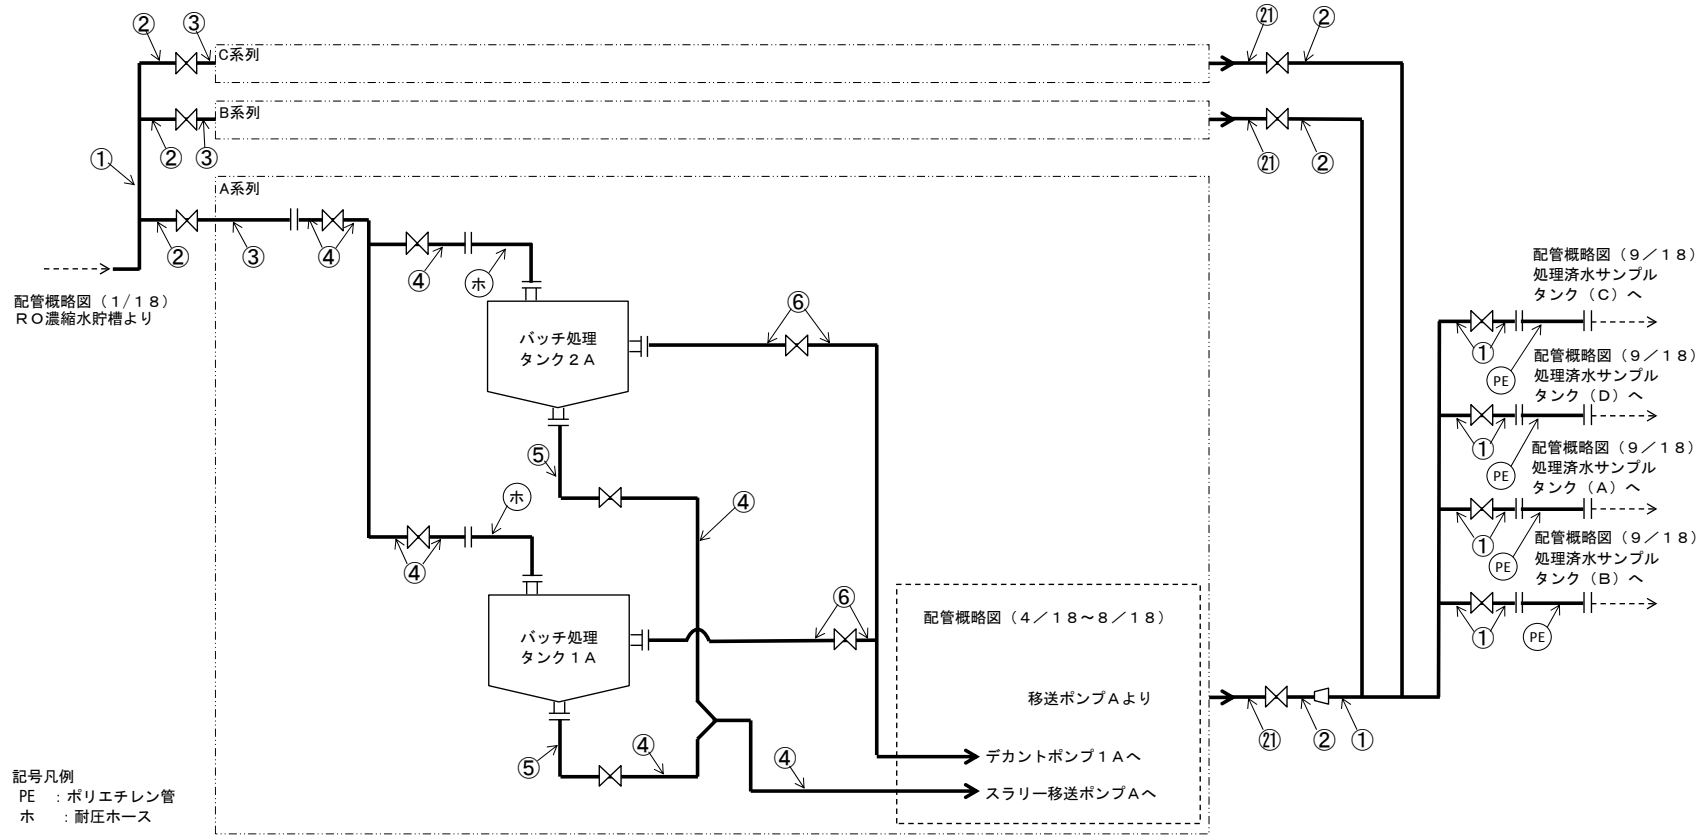 ② ③ ㉑ ②
C系列
B系列
② ③ ㉑ ②
①
A系列
② ③ ④ ④ ホ
配管概略図（１/１８）
ＲＯ濃縮水貯槽より
バッチ処理
タンク２Ａ
⑥
⑤
ホ
④
④
バッチ処理
タンク１Ａ
⑥
⑤
④
④
配管概略図（４／１８～８／１８）
移送ポンプＡより
デカントポンプ１Ａへ
スラリー移送ポンプＡへ
㉑ ② ①
配管概略図（９／１８）
処理済水サンプル
タンク（Ｃ）へ
① PE
配管概略図（９／１８）
処理済水サンプル
タンク（Ｄ）へ
① PE
配管概略図（９／１８）
処理済水サンプル
タンク（Ａ）へ
① PE
配管概略図（９／１８）
処理済水サンプル
タンク（Ｂ）へ
① PE
記号凡例
PE ：ポリエチレン管
ホ ：耐圧ホース